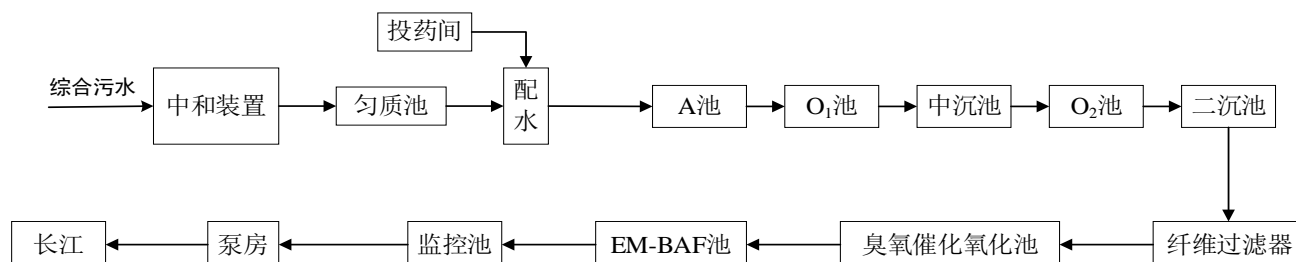 投药间
综合污水
中和装置
匀质池
配
水
A池
O₁池
中沉池
O₂池
二沉池
长江
泵房
监控池
EM-BAF池
臭氧催化氧化池
纤维过滤器